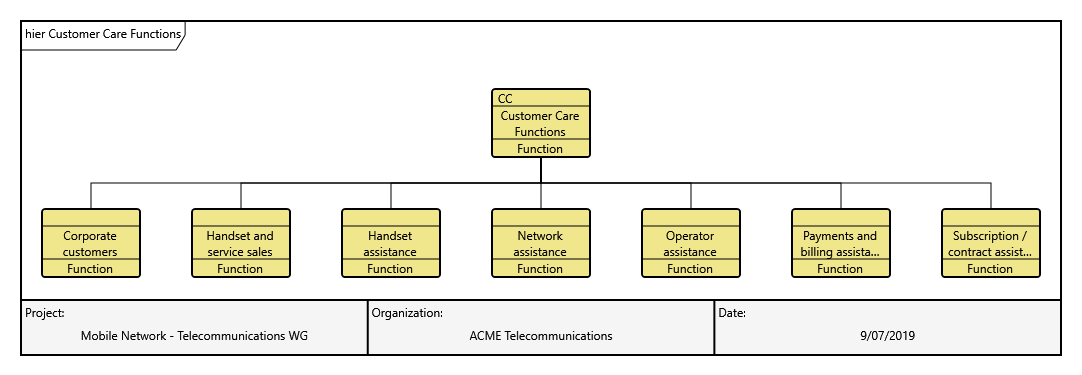 hier Customer Care Functions
CC
Customer Care
Functions
Function
Corporate
customers
Function
Handset and
service sales
Function
Handset
assistance
Function
Network
assistance
Function
Operator
assistance
Function
Payments and
billing assista...
Function
Subscription /
contract assist...
Function
Project:
Mobile Network - Telecommunications WG
Organization:
ACME Telecommunications
Date:
9/07/2019